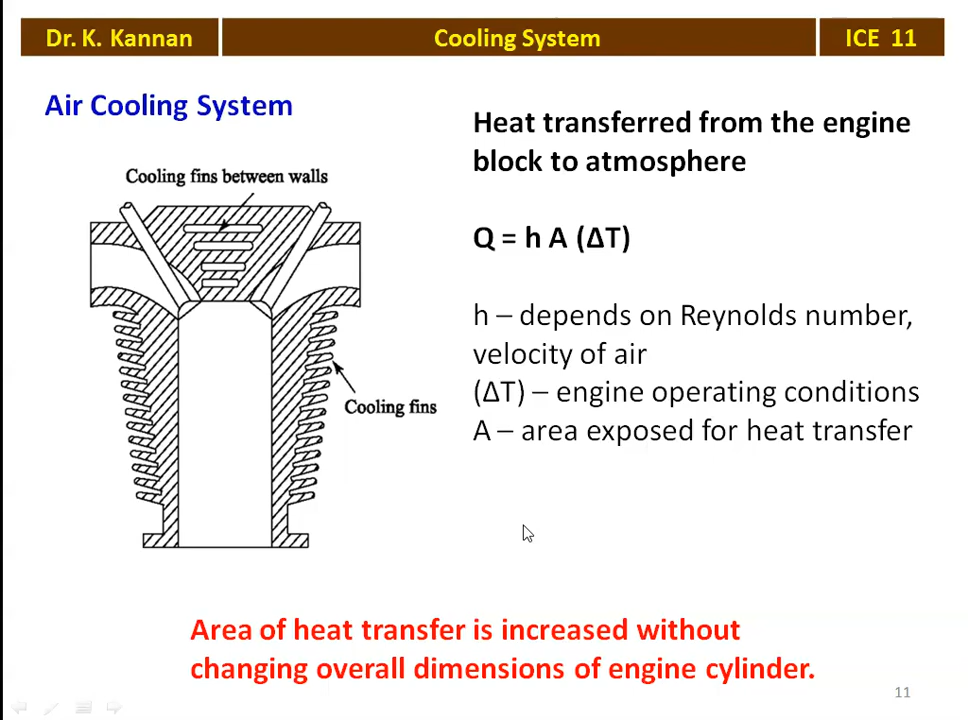 Dr. K. Kannan
Cooling System
ICE 11
Air Cooling System
Cooling fins between walls
Cooling fins
Heat transferred from the engine
block to atmosphere
Q = h A (ΔT)
h – depends on Reynolds number,
velocity of air
(ΔT) – engine operating conditions
A – area exposed for heat transfer
Area of heat transfer is increased without
changing overall dimensions of engine cylinder.
11